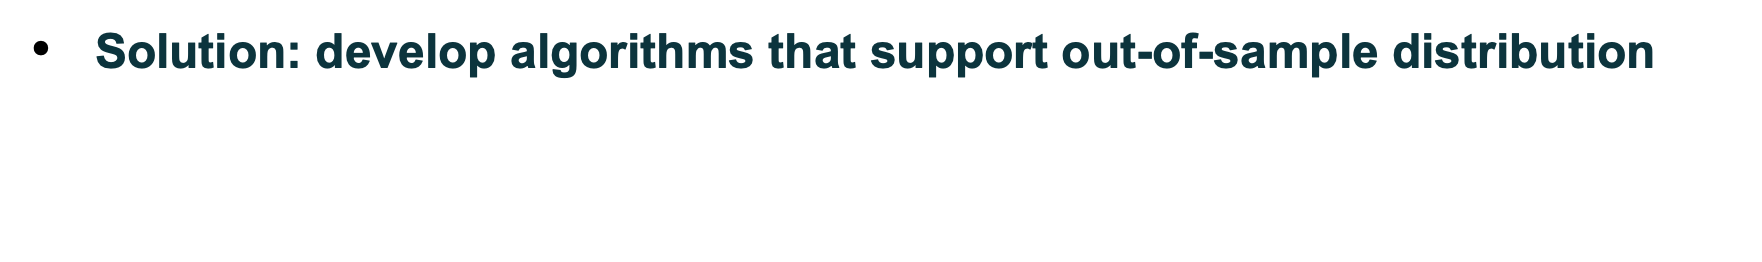 • Solution: develop algorithms that support out-of-sample distribution